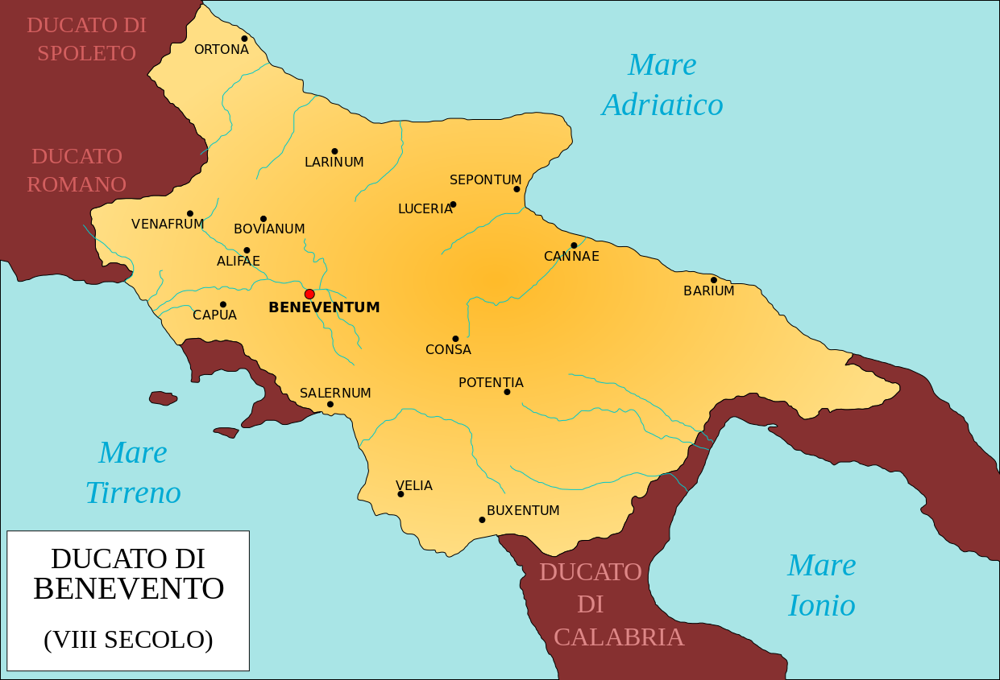 DUCATO DI
SPOLETO
ORTONA
Mare
Adriatico
DUCATO
ROMANO
LARINUM
SEPONTUM
LUCERIA
VENAFRUM
BOVIANUM
ALIFAE
CANNAE
BARIUM
BENEVENTUM
CAPUA
CONSA
POTENTIA
SALERNUM
Mare
Tirreno
VELIA
BUXENTUM
DUCATO DI
BENEVENTO
(VIII SECOLO)
DUCATO
DI
CALABRIA
Mare
Ionio